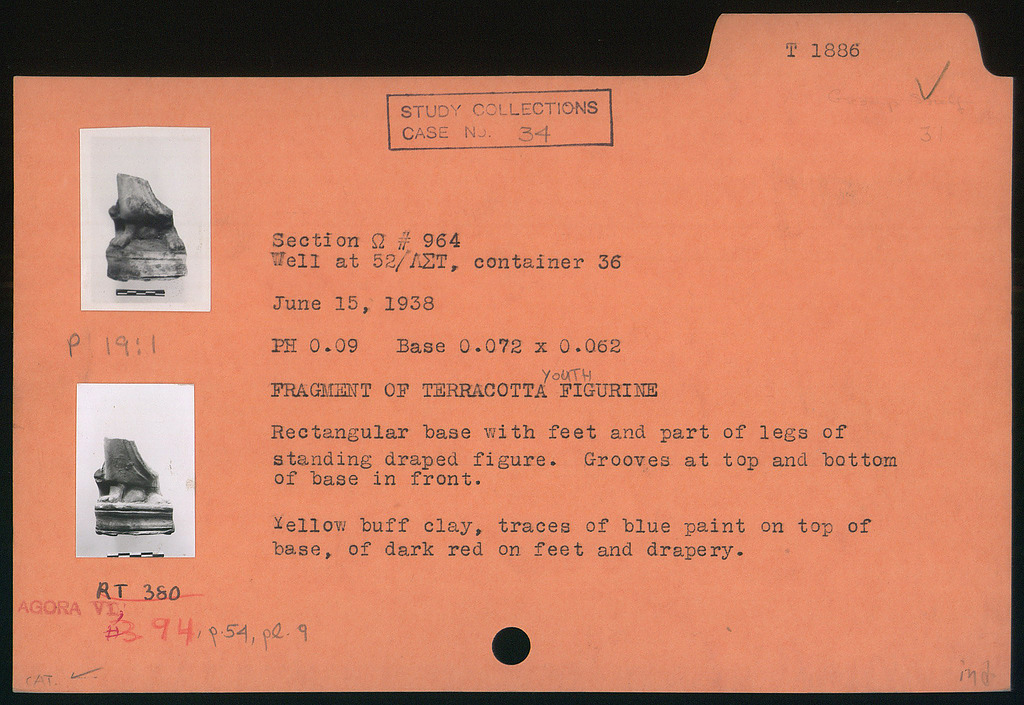 T 1886
STUDY COLLECTIONS
CASE NO. 34
31
Section Ω # 964
Well at 52/ΛΣΤ, container 36
June 15, 1938
P 19:1
PH 0.09 Base 0.072 x 0.062
YOUTH
FRAGMENT OF TERRACOTTA FIGURINE
Rectangular base with feet and part of legs of
standing draped figure. Grooves at top and bottom
of base in front.
Yellow buff clay, traces of blue paint on top of
base, of dark red on feet and drapery.
RT 380
AGORA VI,
#394, p.54, pl. 9
CAT. ✓
ind